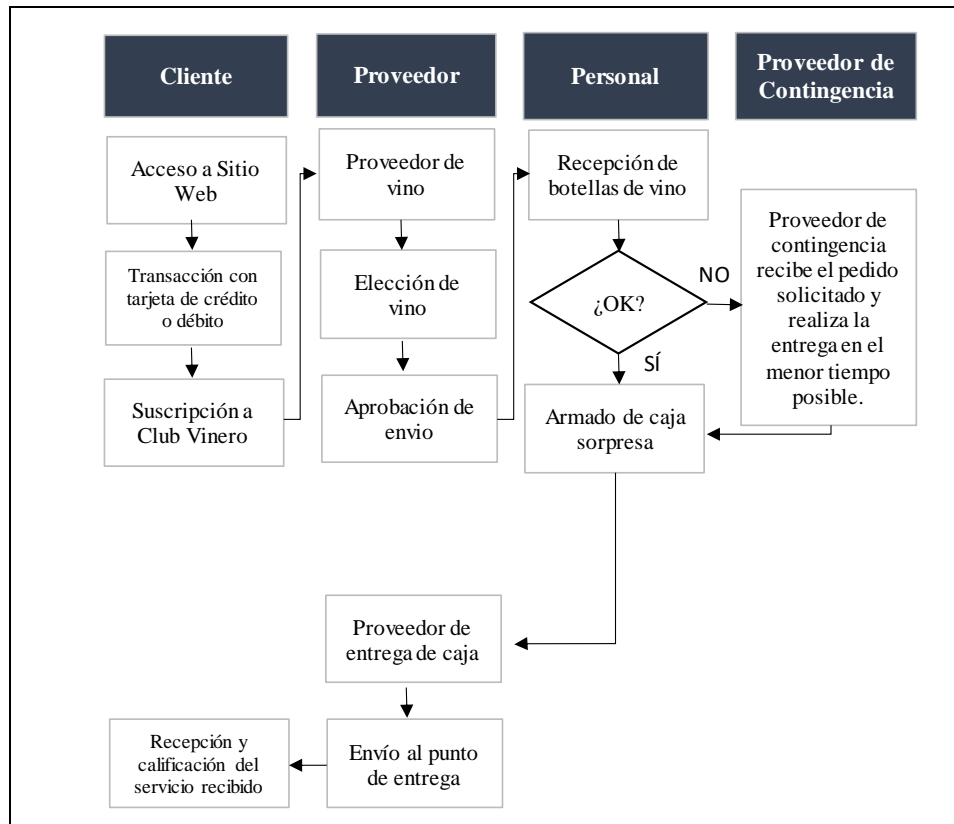 Cliente
Proveedor
Personal
Proveedor de
Contingencia
Acceso a Sitio
Web
Transacción con
tarjeta de crédito
o débito
Suscripción a
Club Vinero
Proveedor de
vino
Elección de
vino
Aprobación de
envio
Recepción de
botellas de vino
¿OK?
NO
SÍ
Armado de caja
sorpresa
Proveedor de
contingencia
recibe el pedido
solicitado y
realiza la
entrega en el
menor tiempo
posible.
Proveedor de
entrega de caja
Envío al punto
de entrega
Recepción y
calificación del
servicio recibido